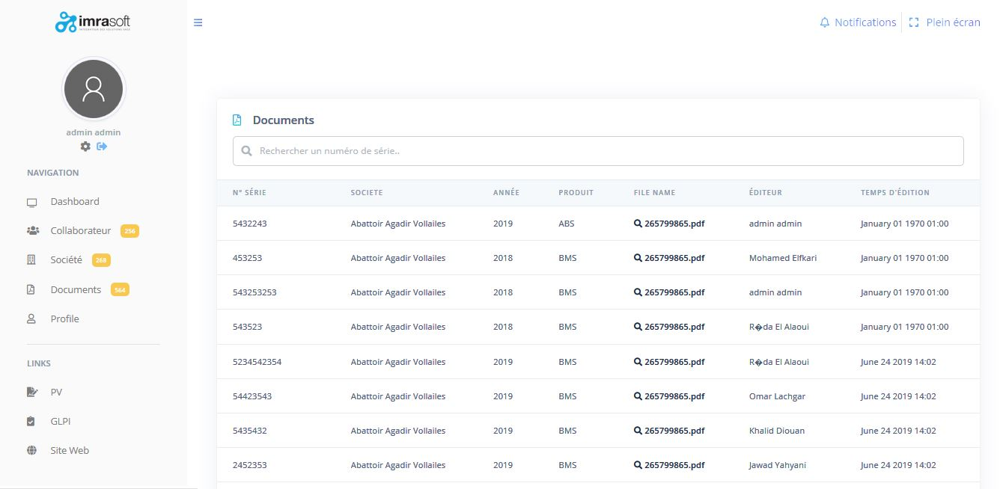 imrasoft
Notifications
Plein écran
admin admin
NAVIGATION
Dashboard
Collaborateur 256
Société 268
Documents 564
Profile
LINKS
PV
GLPI
Site Web
Documents
Rechercher un numéro de série..
N° SÉRIE SOCIETE ANNÉE PRODUIT FILE NAME ÉDITEUR TEMPS D'ÉDITION
5432243 Abattoir Agadir Vollailes 2019 ABS 265799865.pdf admin admin January 01 1970 01:00
453253 Abattoir Agadir Vollailes 2018 BMS 265799865.pdf Mohamed Elfkari January 01 1970 01:00
543253253 Abattoir Agadir Vollailes 2018 BMS 265799865.pdf admin admin January 01 1970 01:00
543523 Abattoir Agadir Vollailes 2018 BMS 265799865.pdf R�da El Alaoui January 01 1970 01:00
5234542354 Abattoir Agadir Vollailes 2019 BMS 265799865.pdf R�da El Alaoui June 24 2019 14:02
54423543 Abattoir Agadir Vollailes 2019 BMS 265799865.pdf Omar Lachgar June 24 2019 14:02
5435432 Abattoir Agadir Vollailes 2019 BMS 265799865.pdf Khalid Diouan June 24 2019 14:02
2452353 Abattoir Agadir Vollailes 2019 BMS 265799865.pdf Jawad Yahyani June 24 2019 14:02